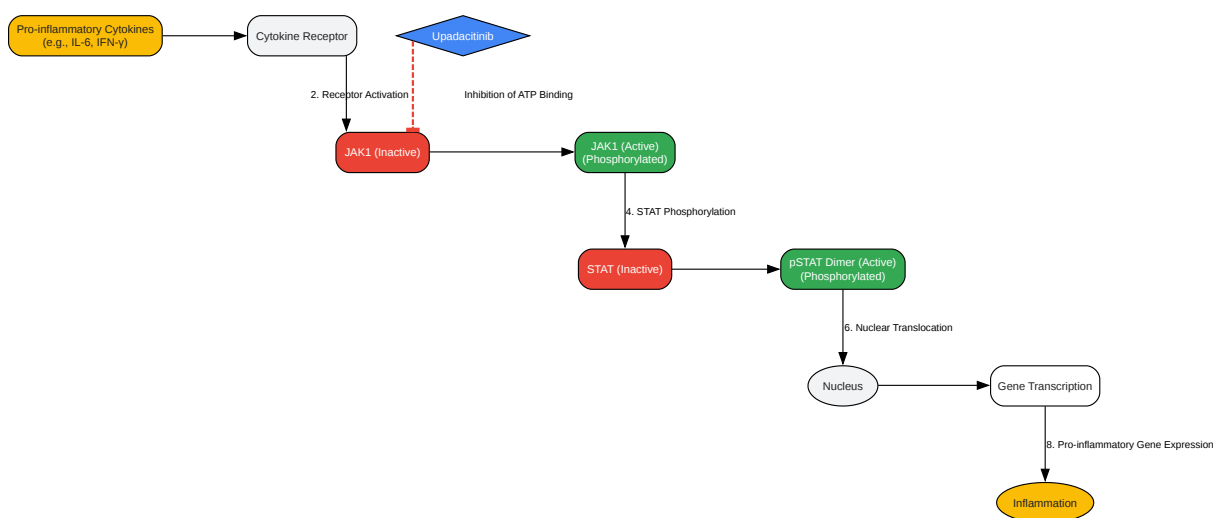 Pro-inflammatory Cytokines
(e.g., IL-6, IFN-γ)
Cytokine Receptor
Upadacitinib
2. Receptor Activation
Inhibition of ATP Binding
JAK1 (Inactive)
JAK1 (Active)
(Phosphorylated)
4. STAT Phosphorylation
STAT (Inactive)
pSTAT Dimer (Active)
(Phosphorylated)
6. Nuclear Translocation
Nucleus
Gene Transcription
8. Pro-inflammatory Gene Expression
Inflammation